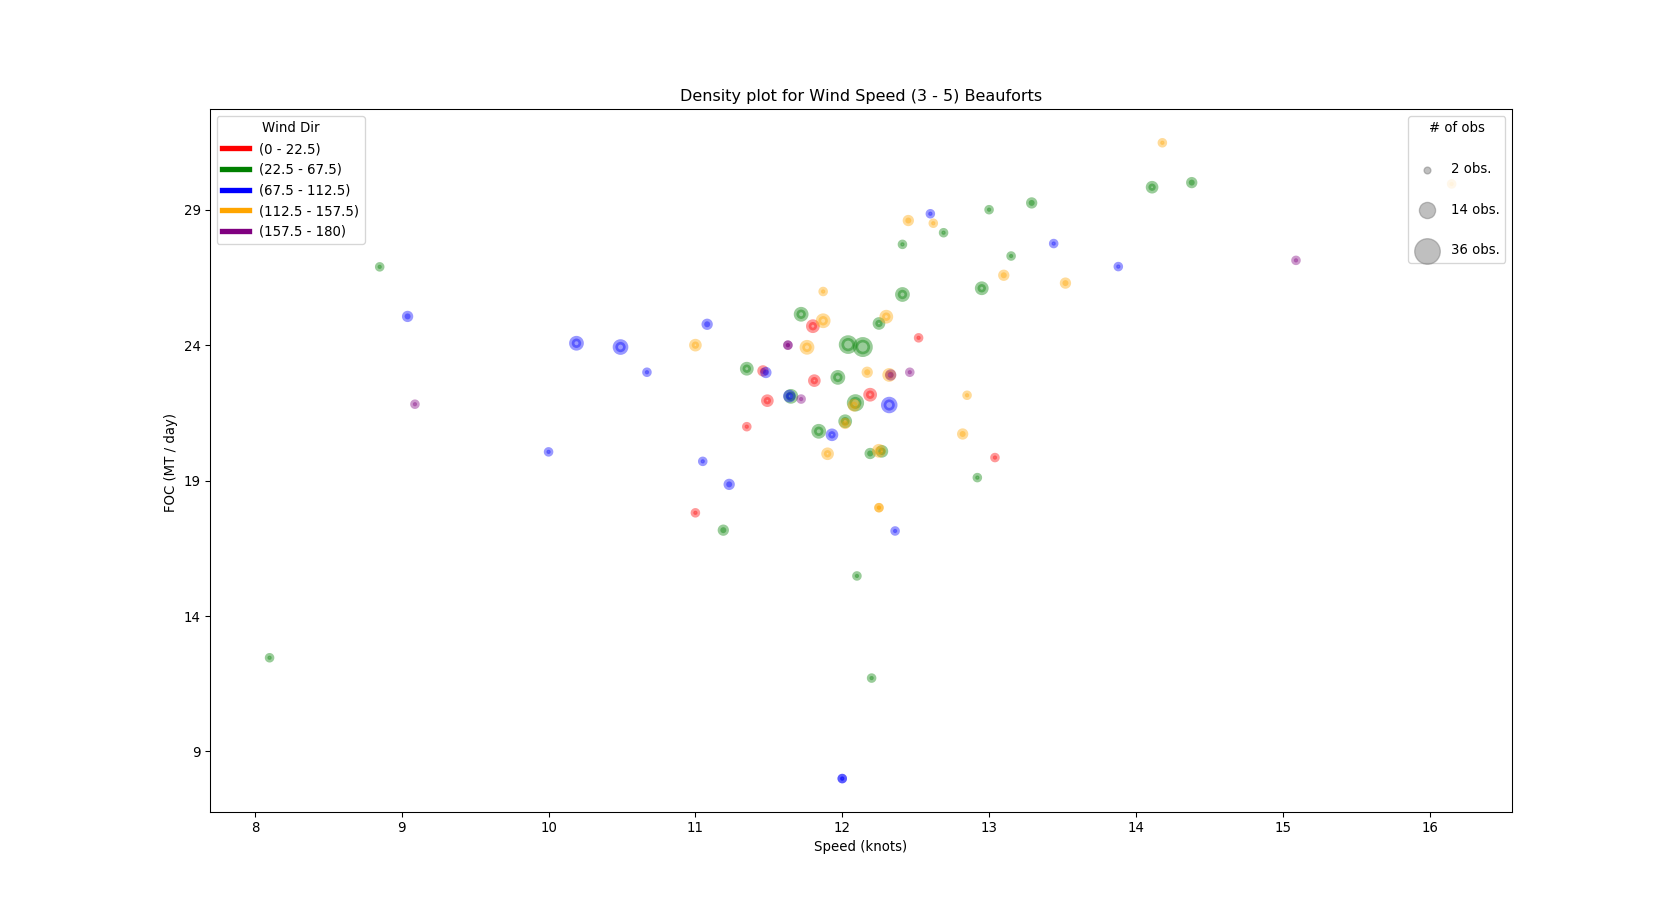 Density plot for Wind Speed (3 - 5) Beauforts
Wind Dir
(0 - 22.5)
(22.5 - 67.5)
(67.5 - 112.5)
(112.5 - 157.5)
(157.5 - 180)
# of obs
2 obs.
14 obs.
36 obs.
FOC (MT / day)
29
24
19
14
9
8 9 10 11 12 13 14 15 16
Speed (knots)